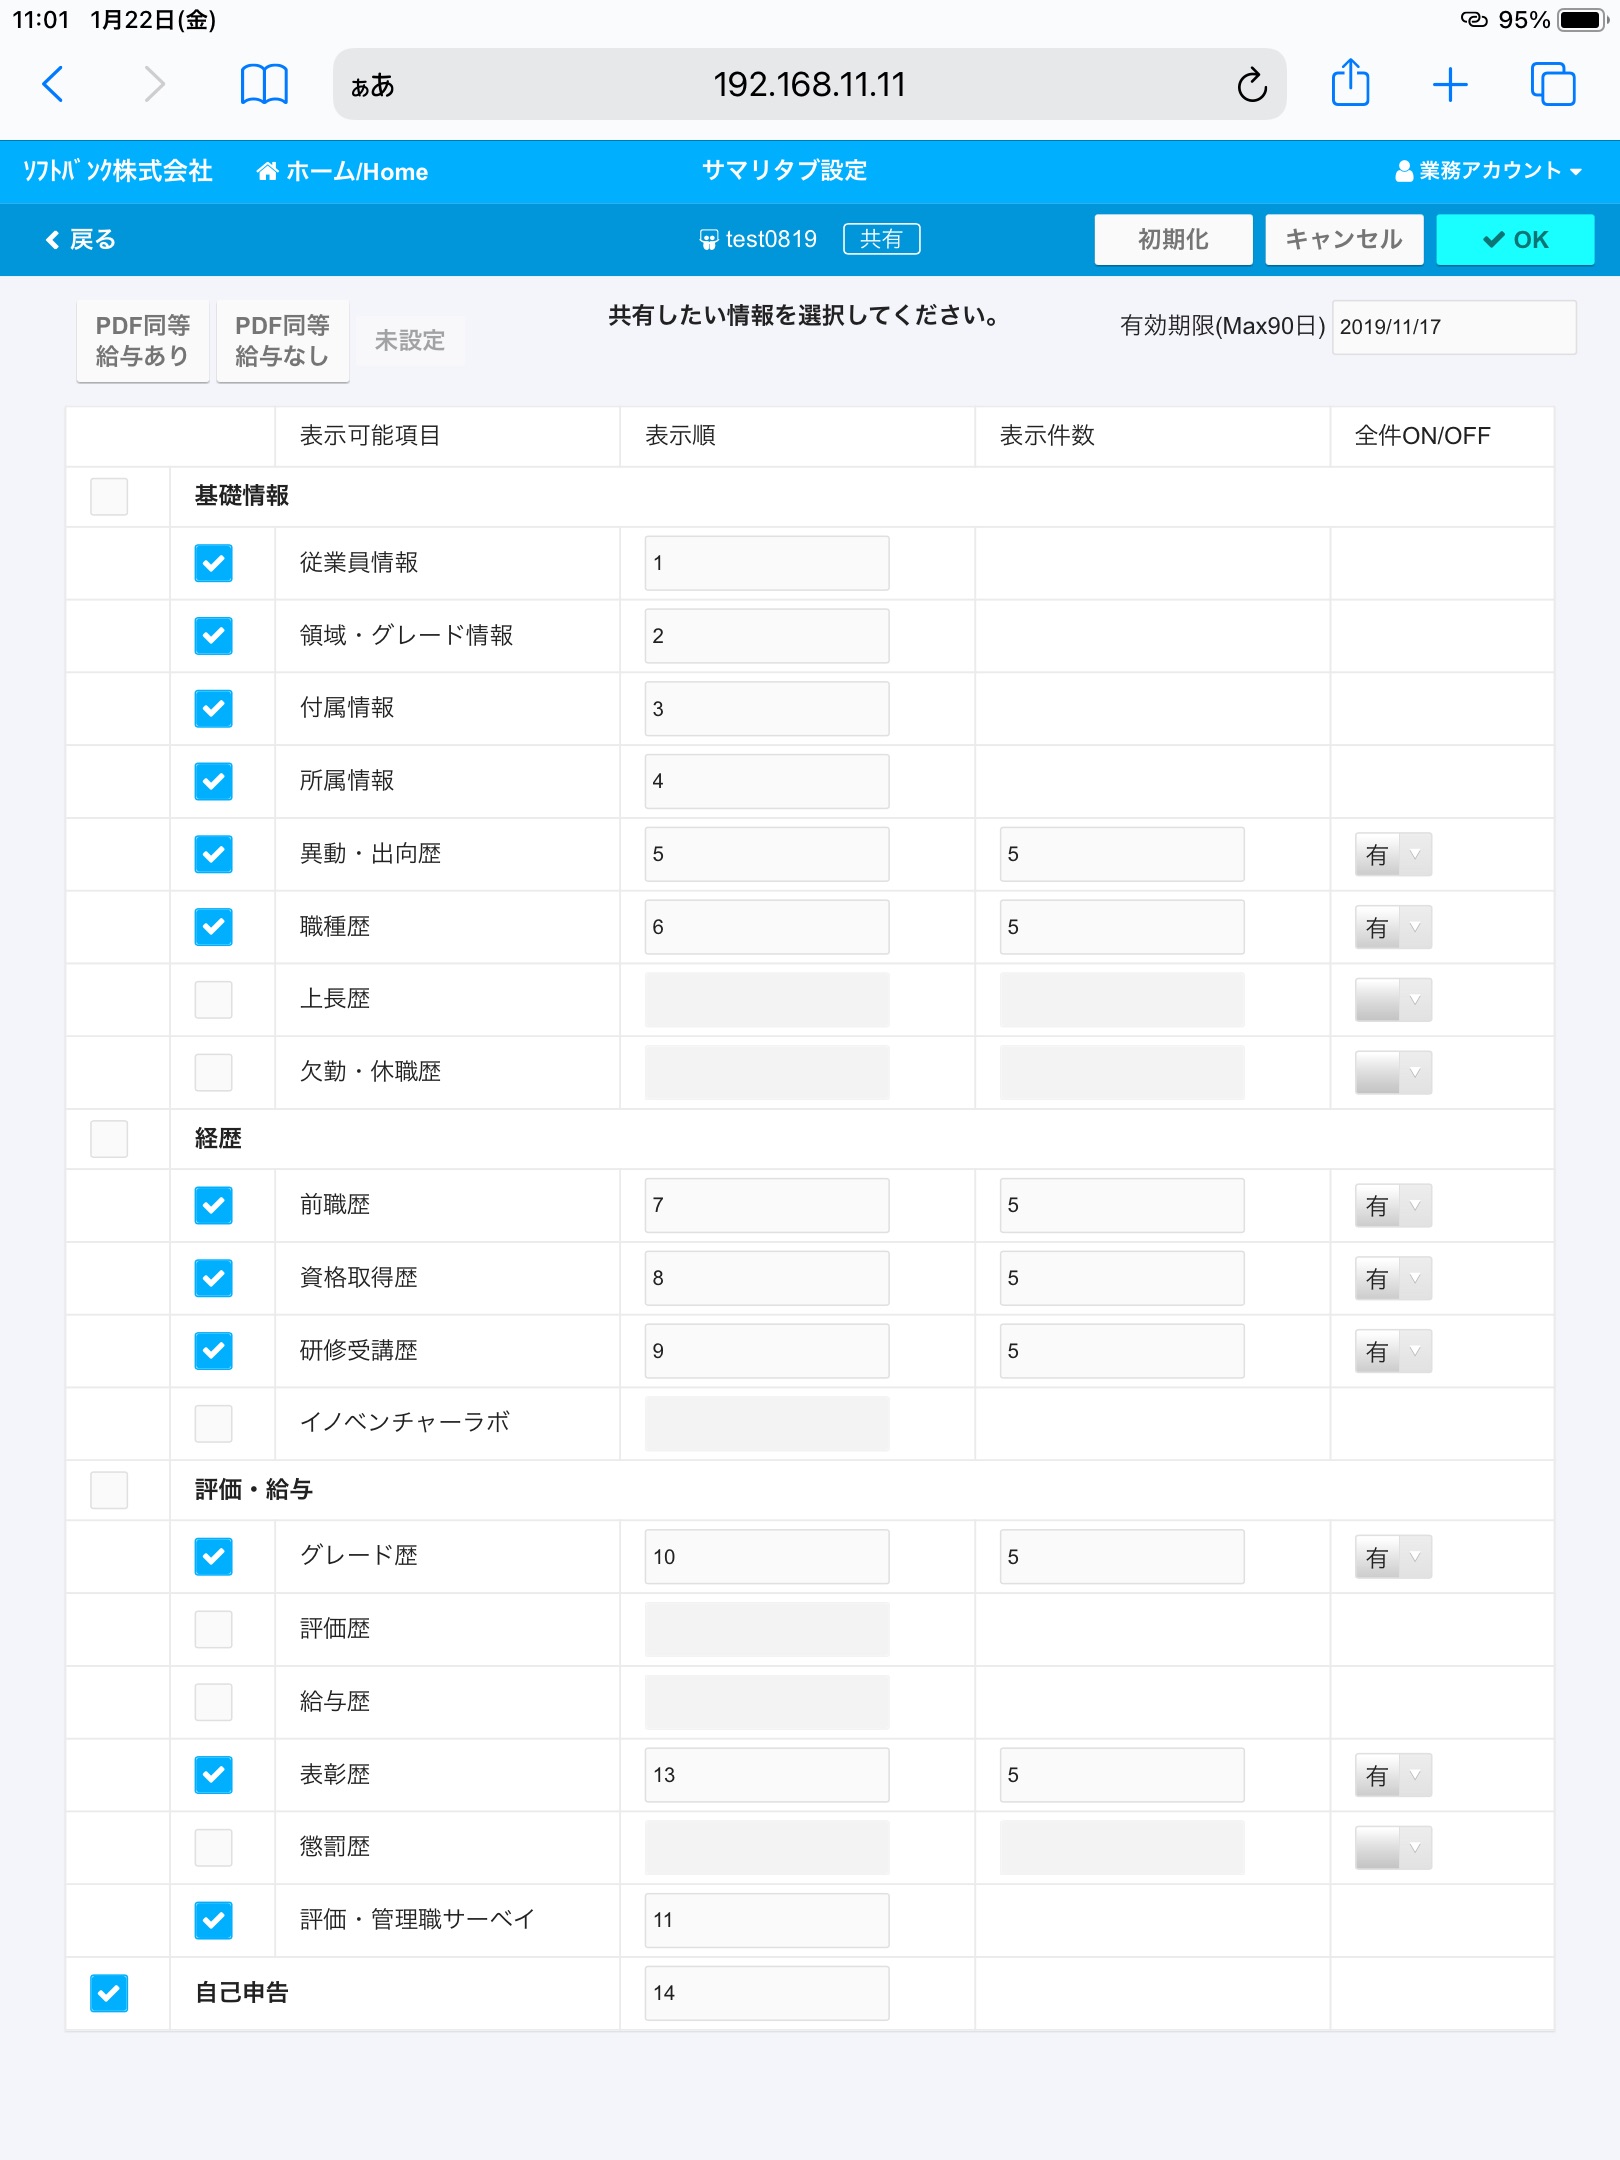 11:01 1月22日(金) 95%
ぁあ 192.168.11.11
ｿﾌﾄﾊﾞﾝｸ株式会社 ホーム/Home サマリタブ設定 業務アカウント
戻る test0819 共有 初期化 キャンセル OK
PDF同等
給与あり
PDF同等
給与なし
未設定
共有したい情報を選択してください。
有効期限(Max90日) 2019/11/17
表示可能項目 表示順 表示件数 全件ON/OFF
基礎情報
従業員情報 1
領域・グレード情報 2
付属情報 3
所属情報 4
異動・出向歴 5 5 有
職種歴 6 5 有
上長歴
欠勤・休職歴
経歴
前職歴 7 5 有
資格取得歴 8 5 有
研修受講歴 9 5 有
イノベンチャーラボ
評価・給与
グレード歴 10 5 有
評価歴
給与歴
表彰歴 13 5 有
懲罰歴
評価・管理職サーベイ 11
自己申告 14